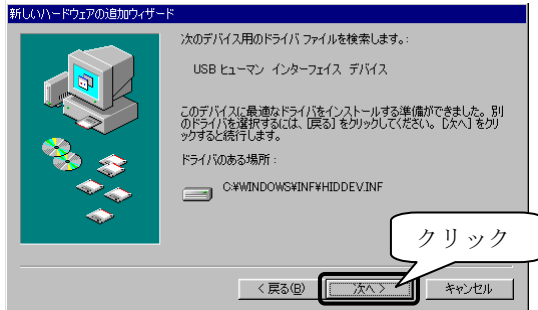 新しいハードウェアの追加ウィザード
次のデバイス用のドライバ ファイルを検索します。:
USB ヒューマン インターフェイス デバイス
このデバイスに最適なドライバをインストールする準備ができました。別
のドライバを選択するには、[戻る] をクリックしてください。[次へ] をクリ
ックすると続行します。
ドライバのある場所:
C:¥WINDOWS¥INF¥HIDDEV.INF
クリック
< 戻る(B)
次へ >
キャンセル